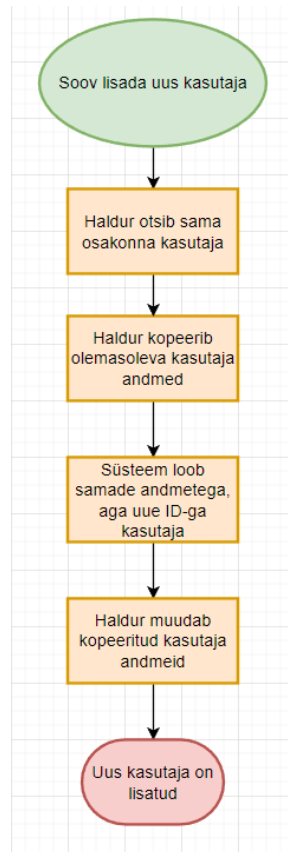 Soov lisada uus kasutaja
Haldur otsib sama
osakonna kasutaja
Haldur kopeerib
olemasoleva kasutaja
andmed
Süsteem loob
samade andmetega,
aga uue ID-ga
kasutaja
Haldur muudab
kopeeritud kasutaja
andmeid
Uus kasutaja on
lisatud